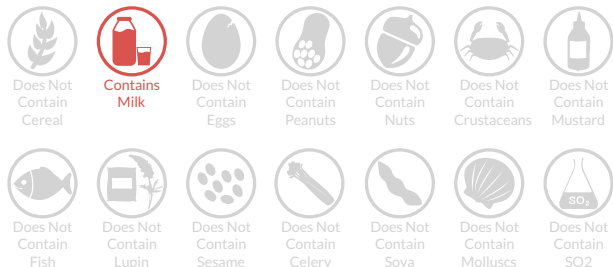 Does Not Contain Cereal
Contains Milk
Does Not Contain Eggs
Does Not Contain Peanuts
Does Not Contain Nuts
Does Not Contain Crustaceans
Does Not Contain Mustard
SO₂
Does Not Contain Fish
Does Not Contain Lupin
Does Not Contain Sesame
Does Not Contain Celery
Does Not Contain Soya
Does Not Contain Molluscs
Does Not Contain SO2